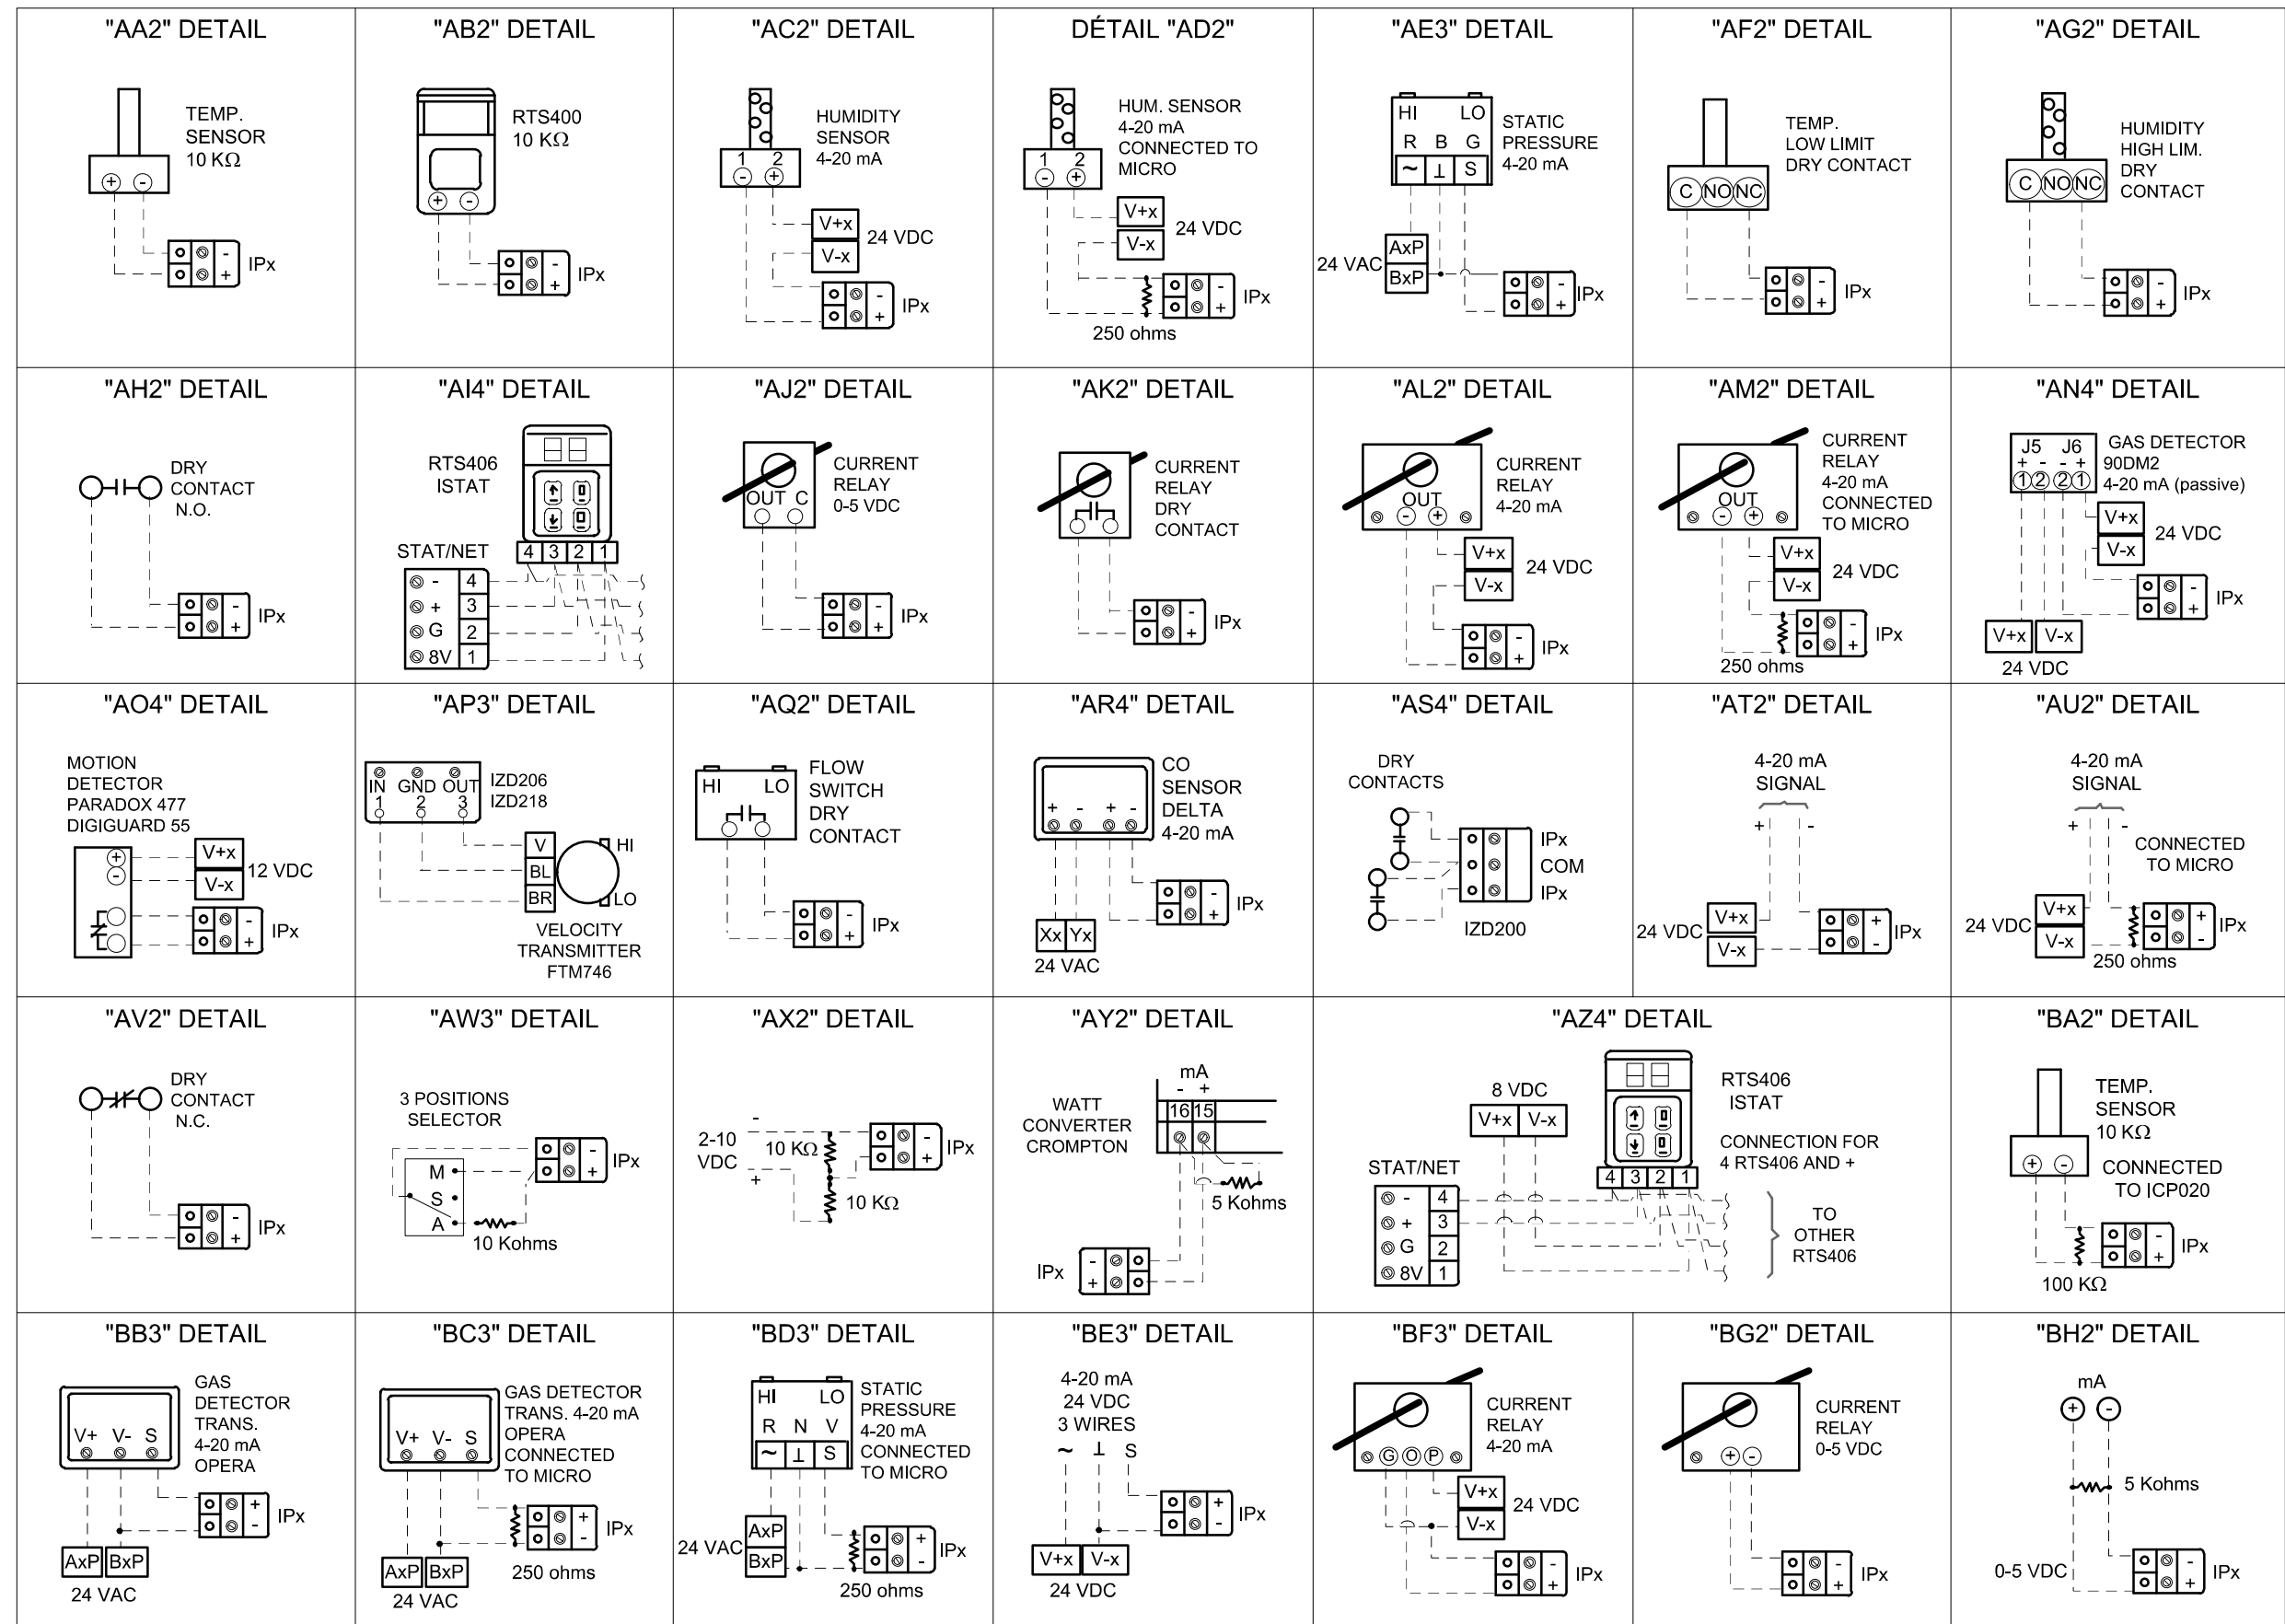 "AA2" DETAIL
TEMP.
SENSOR
10 KΩ
+ -
-
+
IPx
"AB2" DETAIL
RTS400
10 KΩ
+ -
-
+
IPx
"AC2" DETAIL
HUMIDITY
SENSOR
4-20 mA
1 2
- +
V+x
V-x
24 VDC
-
+
IPx
DÉTAIL "AD2"
HUM. SENSOR
4-20 mA
CONNECTED TO
MICRO
1 2
- +
V+x
V-x
24 VDC
-
+
IPx
250 ohms
"AE3" DETAIL
HI LO
R B G
~ ⊥ S
STATIC
PRESSURE
4-20 mA
24 VAC
AxP
BxP
-
+
IPx
"AF2" DETAIL
TEMP.
LOW LIMIT
DRY CONTACT
C NO NC
-
+
IPx
"AG2" DETAIL
HUMIDITY
HIGH LIM.
DRY
CONTACT
C NO NC
-
+
IPx
"AH2" DETAIL
DRY
CONTACT
N.O.
-
+
IPx
"AI4" DETAIL
RTS406
ISTAT
STAT/NET
4 3 2 1
- 4
+ 3
G 2
8V 1
"AJ2" DETAIL
CURRENT
RELAY
0-5 VDC
OUT C
-
+
IPx
"AK2" DETAIL
CURRENT
RELAY
DRY
CONTACT
-
+
IPx
"AL2" DETAIL
CURRENT
RELAY
4-20 mA
OUT
- +
V+x
V-x
24 VDC
-
+
IPx
"AM2" DETAIL
CURRENT
RELAY
4-20 mA
CONNECTED
TO MICRO
OUT
- +
V+x
V-x
24 VDC
-
+
IPx
250 ohms
"AN4" DETAIL
J5 J6
+ - - +
1 2 2 1
GAS DETECTOR
90DM2
4-20 mA (passive)
V+x
V-x
24 VDC
-
+
IPx
V+x V-x
24 VDC
"AO4" DETAIL
MOTION
DETECTOR
PARADOX 477
DIGIGUARD 55
+
-
V+x
V-x
12 VDC
-
+
IPx
"AP3" DETAIL
IN GND OUT
1 2 3
IZD206
IZD218
V
BL
BR
HI
LO
VELOCITY
TRANSMITTER
FTM746
"AQ2" DETAIL
HI LO
FLOW
SWITCH
DRY
CONTACT
-
+
IPx
"AR4" DETAIL
CO
SENSOR
DELTA
4-20 mA
+ - + -
-
+
IPx
Xx Yx
24 VAC
"AS4" DETAIL
DRY
CONTACTS
IPx
COM
IPx
IZD200
"AT2" DETAIL
4-20 mA
SIGNAL
+ -
24 VDC
V+x
V-x
+
-
IPx
"AU2" DETAIL
4-20 mA
SIGNAL
+ -
CONNECTED
TO MICRO
24 VDC
V+x
V-x
+
-
IPx
250 ohms
"AV2" DETAIL
DRY
CONTACT
N.C.
-
+
IPx
"AW3" DETAIL
3 POSITIONS
SELECTOR
M
S
A
-
+
IPx
10 Kohms
"AX2" DETAIL
-
2-10
VDC
+
10 KΩ
10 KΩ
-
+
IPx
"AY2" DETAIL
mA
- +
16 15
WATT
CONVERTER
CROMPTON
5 Kohms
IPx
-
+
"AZ4" DETAIL
8 VDC
V+x V-x
RTS406
ISTAT
CONNECTION FOR
4 RTS406 AND +
STAT/NET
4 3 2 1
- 4
+ 3
G 2
8V 1
TO
OTHER
RTS406
"BA2" DETAIL
TEMP.
SENSOR
10 KΩ
CONNECTED
TO ICP020
+ -
-
+
IPx
100 KΩ
"BB3" DETAIL
GAS
DETECTOR
TRANS.
4-20 mA
OPERA
V+ V- S
+
-
IPx
AxP BxP
24 VAC
"BC3" DETAIL
GAS DETECTOR
TRANS. 4-20 mA
OPERA
CONNECTED
TO MICRO
V+ V- S
+
-
IPx
AxP BxP
24 VAC
250 ohms
"BD3" DETAIL
HI LO
R N V
~ ⊥ S
STATIC
PRESSURE
4-20 mA
CONNECTED
TO MICRO
24 VAC
AxP
BxP
+
-
IPx
250 ohms
"BE3" DETAIL
4-20 mA
24 VDC
3 WIRES
~ ⊥ S
+
-
IPx
V+x V-x
24 VDC
"BF3" DETAIL
CURRENT
RELAY
4-20 mA
G O P
V+x
V-x
24 VDC
-
+
IPx
"BG2" DETAIL
CURRENT
RELAY
0-5 VDC
+ -
-
+
IPx
"BH2" DETAIL
mA
+ -
5 Kohms
0-5 VDC
-
+
IPx